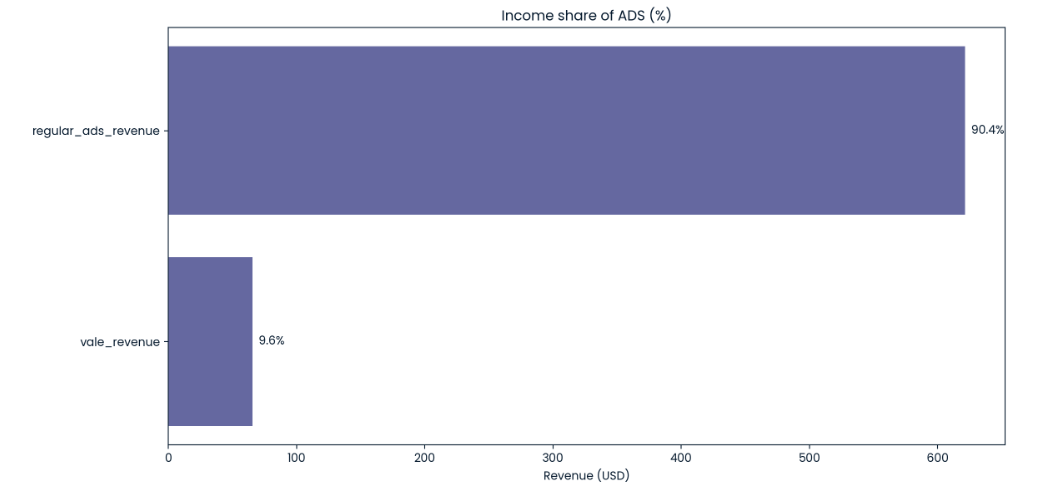 Income share of ADS (%)
regular_ads_revenue
90.4%
vale_revenue
9.6%
0 100 200 300 400 500 600
Revenue (USD)